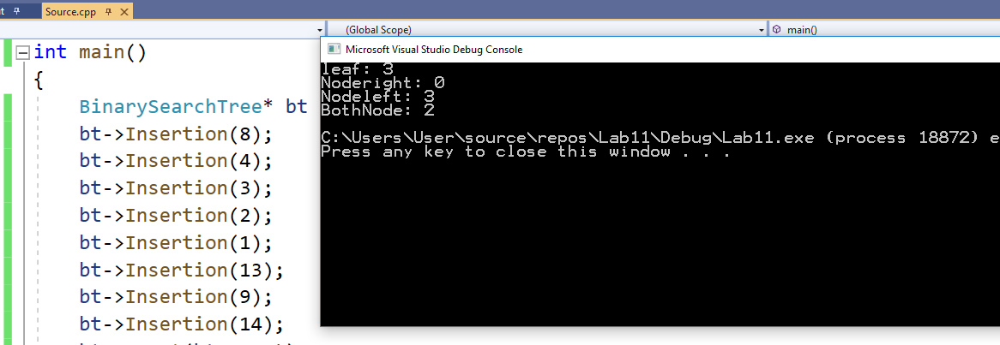 t
Source.cpp
(Global Scope)
main()
int main()
{
BinarySearchTree* bt
bt->Insertion(8);
bt->Insertion(4);
bt->Insertion(3);
bt->Insertion(2);
bt->Insertion(1);
bt->Insertion(13);
bt->Insertion(9);
bt->Insertion(14);
Microsoft Visual Studio Debug Console
leaf: 3
Noderight: 0
Nodeleft: 3
BothNode: 2
C:\Users\User\source\repos\Lab11\Debug\Lab11.exe (process 18872) e
Press any key to close this window . . .